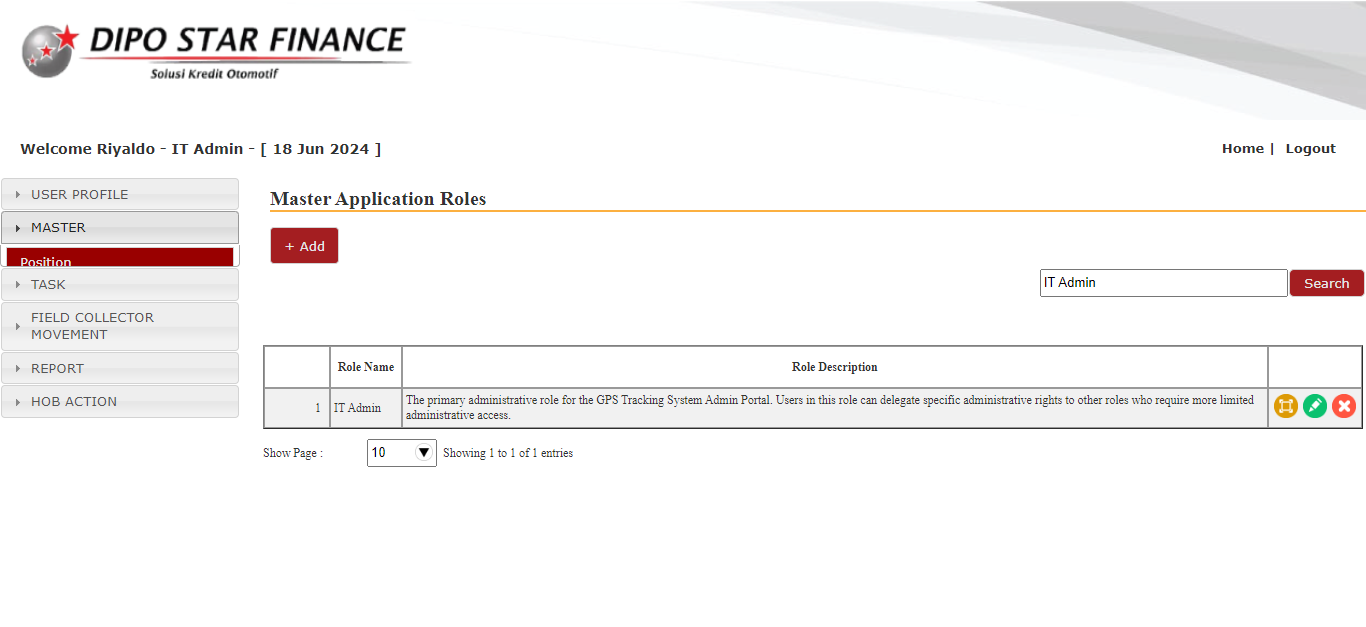 DIPO STAR FINANCE
Solusi Kredit Otomotif
Welcome Riyaldo - IT Admin - [ 18 Jun 2024 ]
Home | Logout
USER PROFILE
MASTER
Position
TASK
FIELD COLLECTOR
MOVEMENT
REPORT
HOB ACTION
Master Application Roles
+ Add
IT Admin
Search
Role Name
Role Description
1
IT Admin
The primary administrative role for the GPS Tracking System Admin Portal. Users in this role can delegate specific administrative rights to other roles who require more limited
administrative access.
Show Page :
10
Showing 1 to 1 of 1 entries